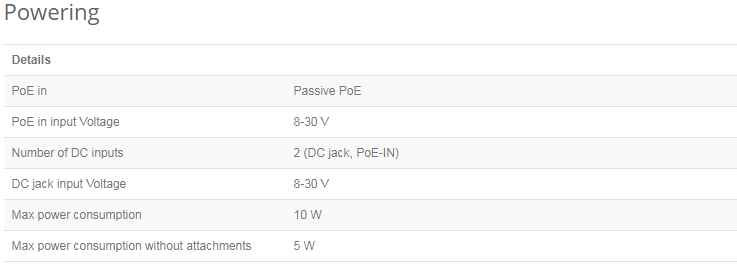 Powering
Details
PoE in Passive PoE
PoE in input Voltage 8-30 V
Number of DC inputs 2 (DC jack, PoE-IN)
DC jack input Voltage 8-30 V
Max power consumption 10 W
Max power consumption without attachments 5 W